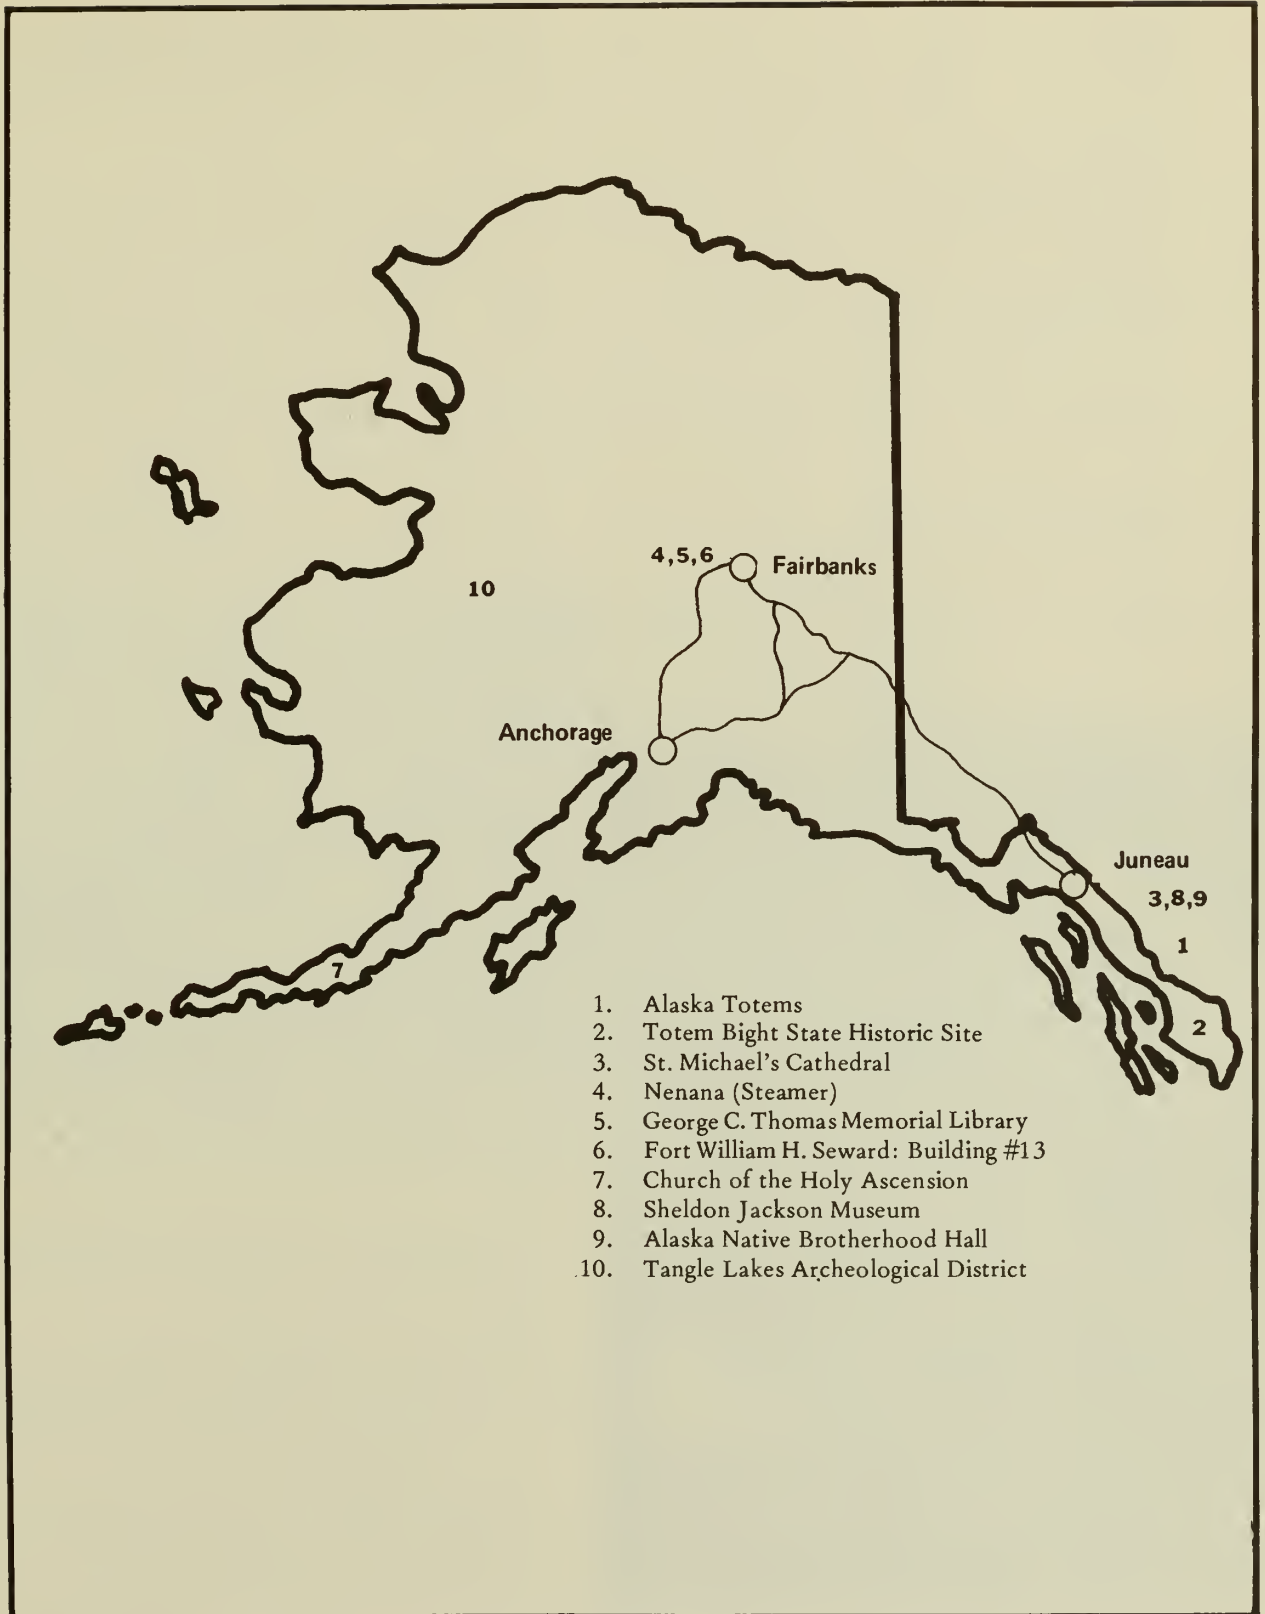 4,5,6
Fairbanks
10
Anchorage
Juneau
3,8,9
1
7
2
1. Alaska Totems
2. Totem Bight State Historic Site
3. St. Michael's Cathedral
4. Nenana (Steamer)
5. George C. Thomas Memorial Library
6. Fort William H. Seward: Building #13
7. Church of the Holy Ascension
8. Sheldon Jackson Museum
9. Alaska Native Brotherhood Hall
10. Tangle Lakes Archeological District